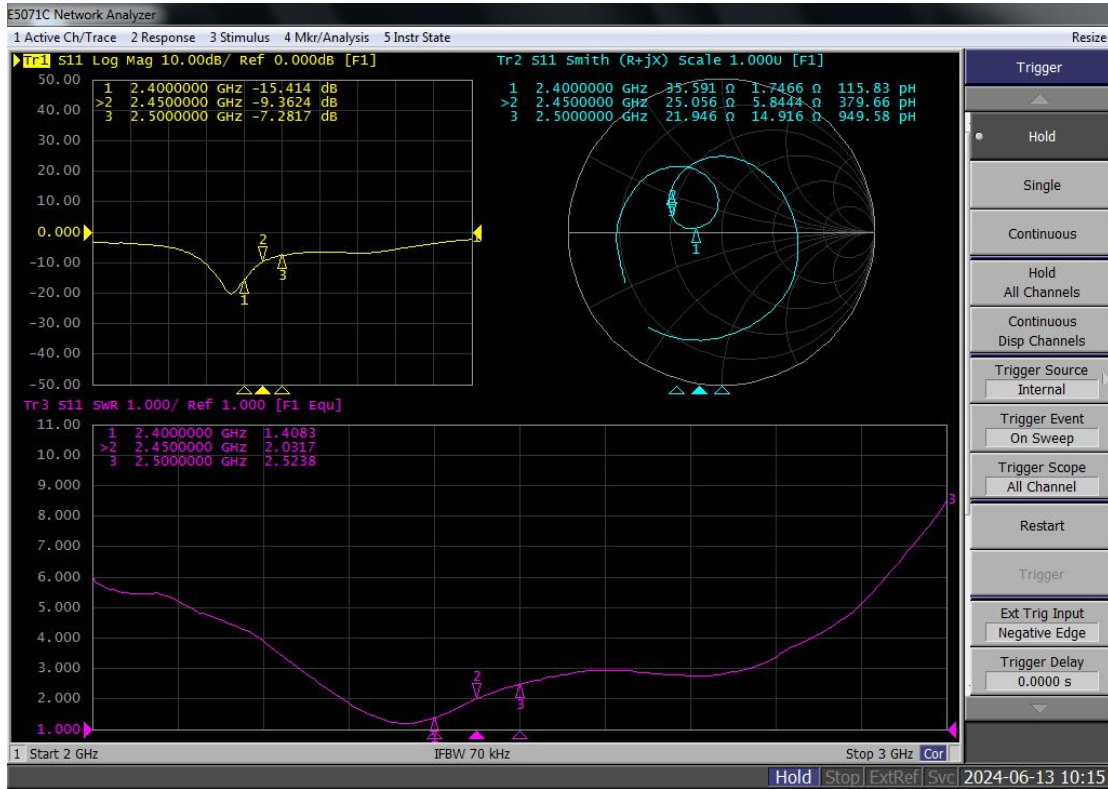 E5071C Network Analyzer
1 Active Ch/Trace 2 Response 3 Stimulus 4 Mkr/Analysis 5 Instr State Resize
Tr1 S11 Log Mag 10.00dB/ Ref 0.000dB [F1]
50.00
40.00
30.00
20.00
10.00
0.000
-10.00
-20.00
-30.00
-40.00
-50.00
1 2.4000000 GHz -15.414 dB
>2 2.4500000 GHz -9.3624 dB
3 2.5000000 GHz -7.2817 dB
1
2
3
1
Tr2 S11 Smith (R+jX) Scale 1.000U [F1]
1 2.4000000 GHz 35.591 Ω 1.7466 Ω 115.83 pH
>2 2.4500000 GHz 25.056 Ω 5.8444 Ω 379.66 pH
3 2.5000000 GHz 21.946 Ω 14.916 Ω 949.58 pH
1
Tr3 S11 SWR 1.000/ Ref 1.000 [F1 Equ]
11.00
10.00
9.000
8.000
7.000
6.000
5.000
4.000
3.000
2.000
1.000
1 2.4000000 GHz 1.4083
>2 2.4500000 GHz 2.0317
3 2.5000000 GHz 2.5238
2
3
3
1 Start 2 GHz IFBW 70 kHz Stop 3 GHz Cor
Trigger
Hold
Single
Continuous
Hold
All Channels
Continuous
Disp Channels
Trigger Source
Internal
Trigger Event
On Sweep
Trigger Scope
All Channel
Restart
Trigger
Ext Trig Input
Negative Edge
Trigger Delay
0.0000 s
Hold Stop ExtRef Svc 2024-06-13 10:15